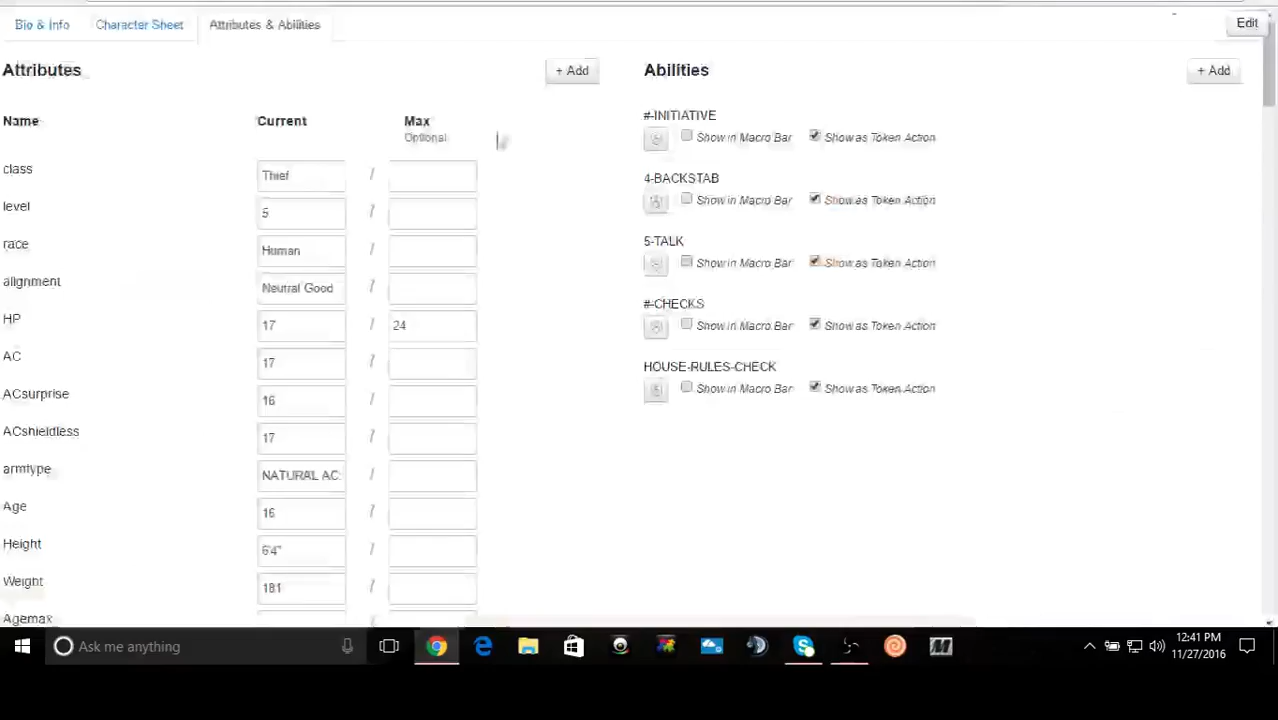 Bio & Info Character Sheet Attributes & Abilities Edit
Attributes + Add
Name Current Max
Optional
class Thief /
level 5 /
race Human /
alignment Neutral Good /
HP 17 / 24
AC 17 /
ACsurprise 16 /
ACshieldless 17 /
armtype NATURAL AC: /
Age 16 /
Height 6'4" /
Weight 181 /
Agemax
Abilities + Add
#-INITIATIVE
Show in Macro Bar Show as Token Action
4-BACKSTAB
Show in Macro Bar Show as Token Action
5-TALK
Show in Macro Bar Show as Token Action
#-CHECKS
Show in Macro Bar Show as Token Action
HOUSE-RULES-CHECK
Show in Macro Bar Show as Token Action
Ask me anything
12:41 PM
11/27/2016